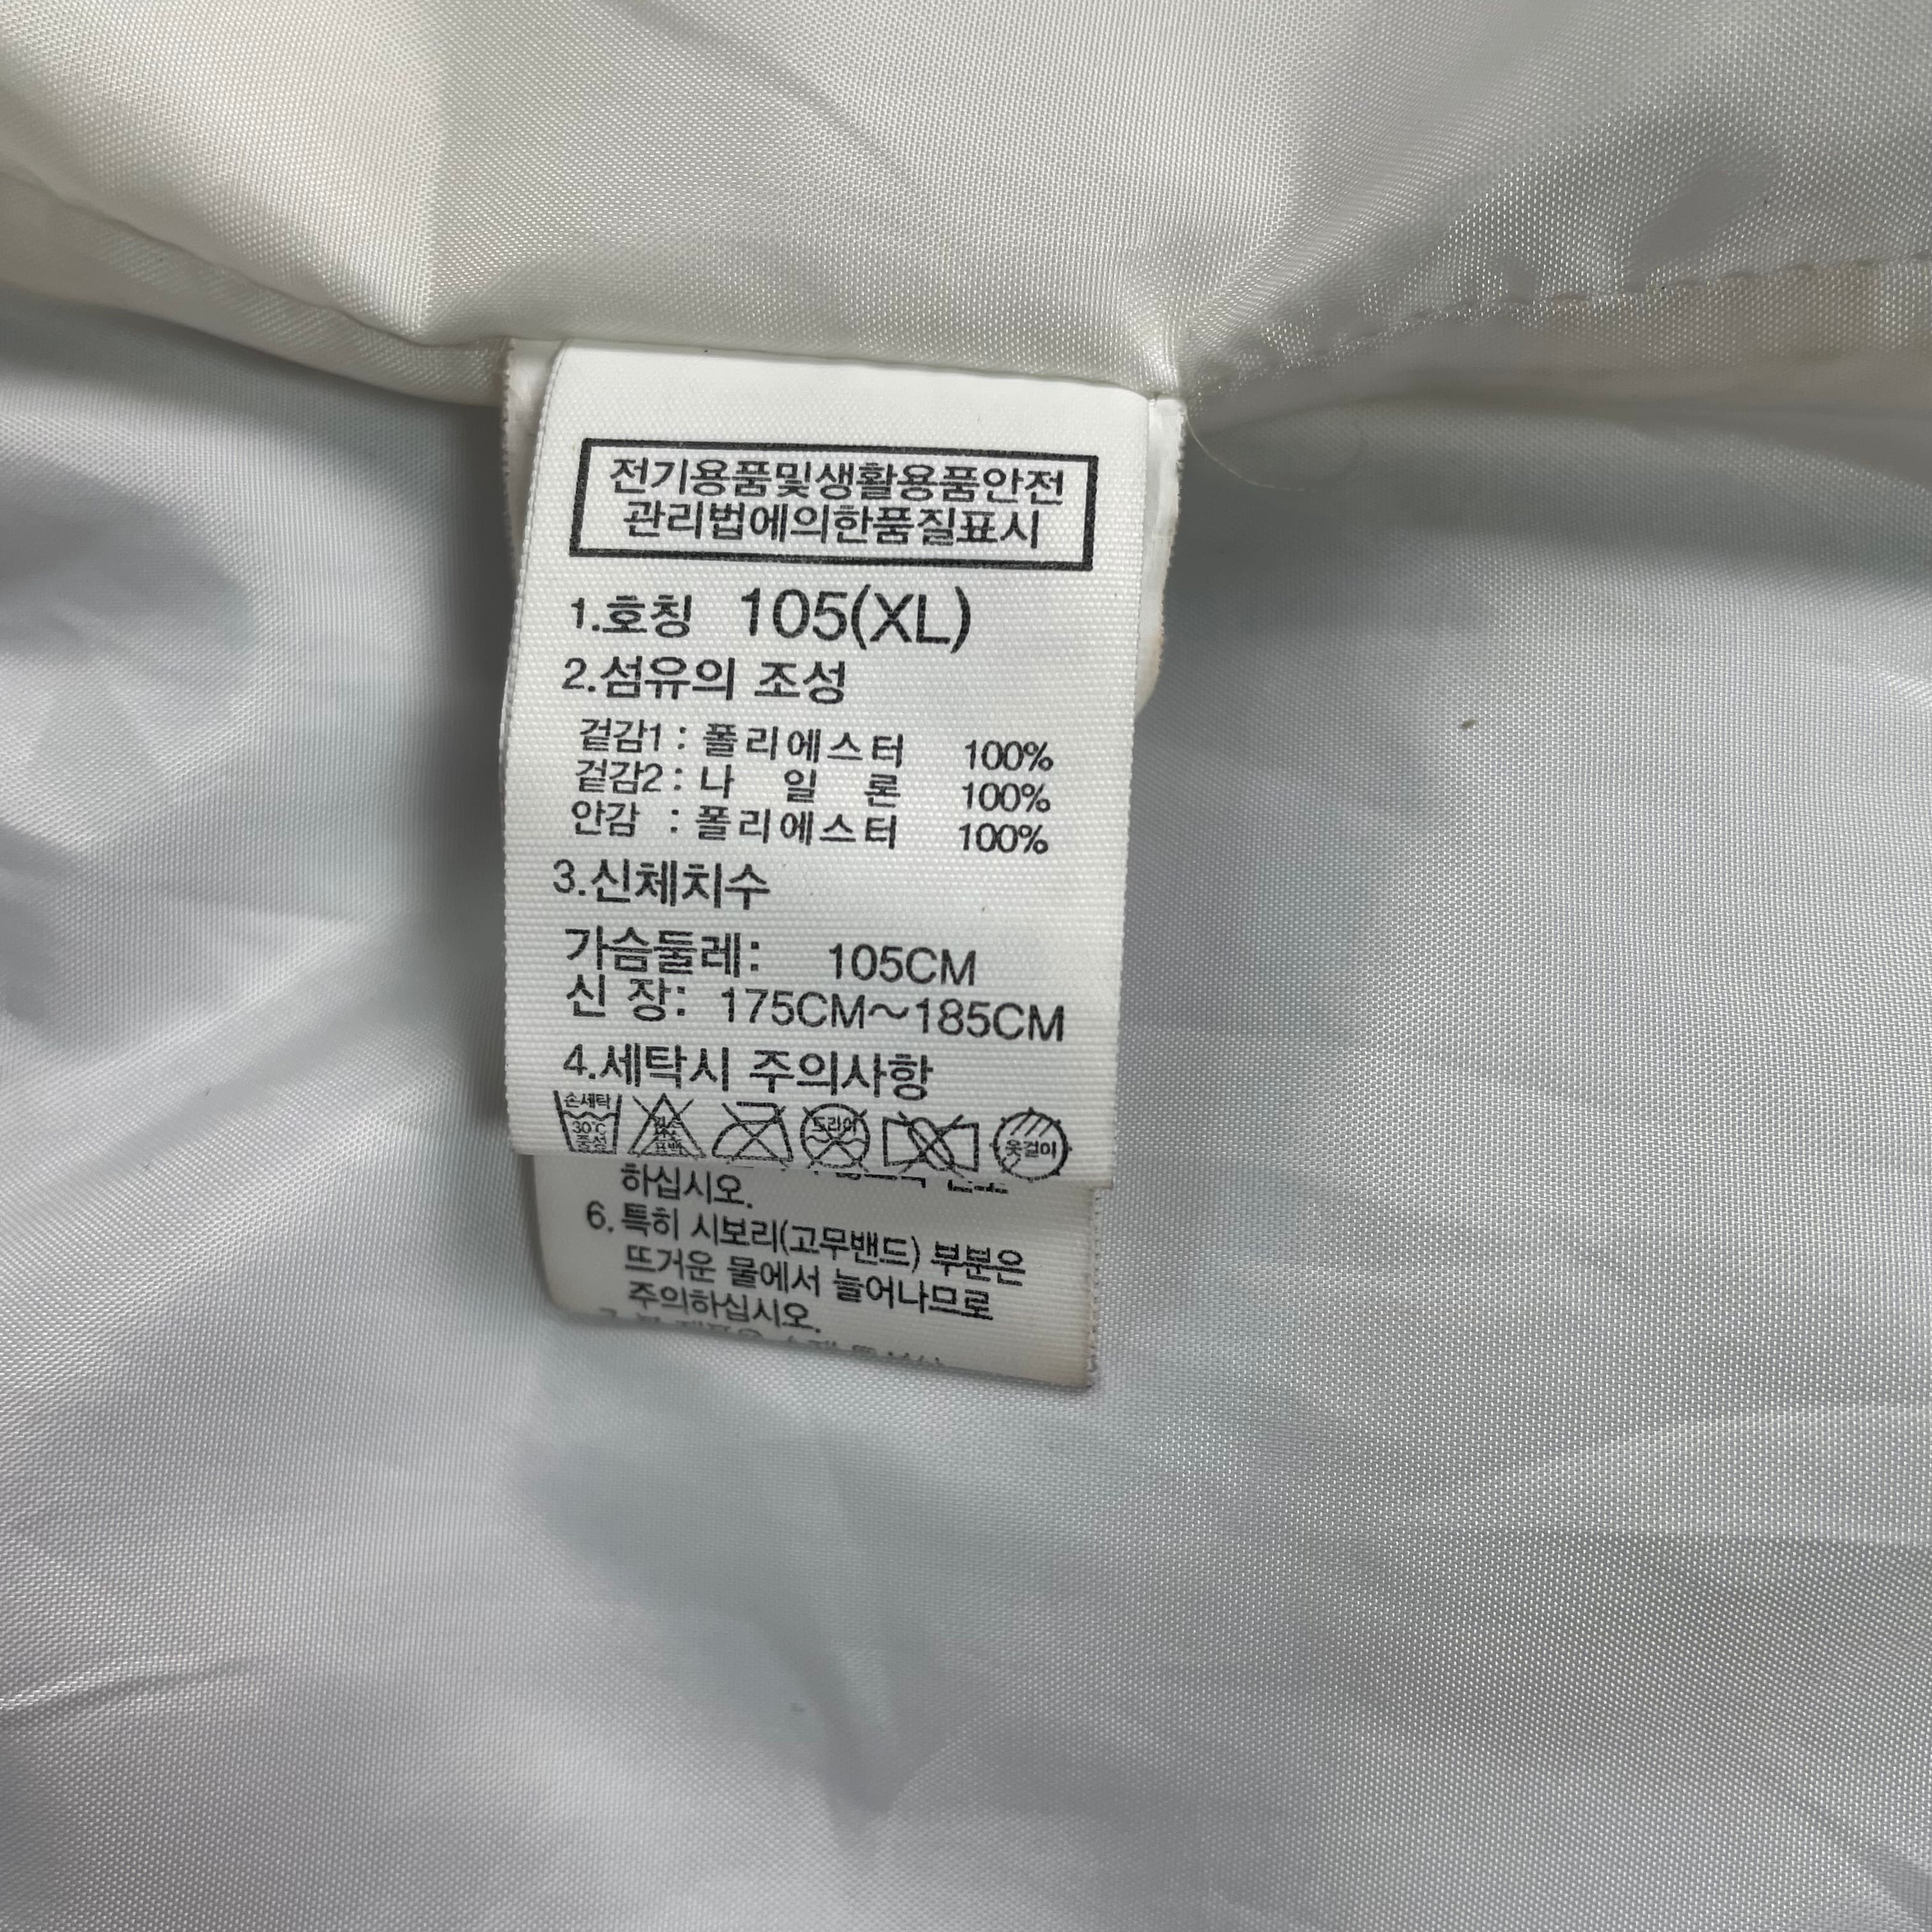 전기용품및생활용품안전
관리법에의한품질표시
1.호칭 105(XL)
2.섬유의 조성
겉감1 : 폴리에스터 100%
겉감2 : 나 일 론 100%
안감 : 폴리에스터 100%
3.신체치수
가슴둘레: 105CM
신 장: 175CM~185CM
4.세탁시 주의사항
손세탁 30℃ 중성 염소 표백 드라이 옷걸이
하십시오.
6. 특히 시보리(고무밴드) 부분은
뜨거운 물에서 늘어나므로
주의하십시오.